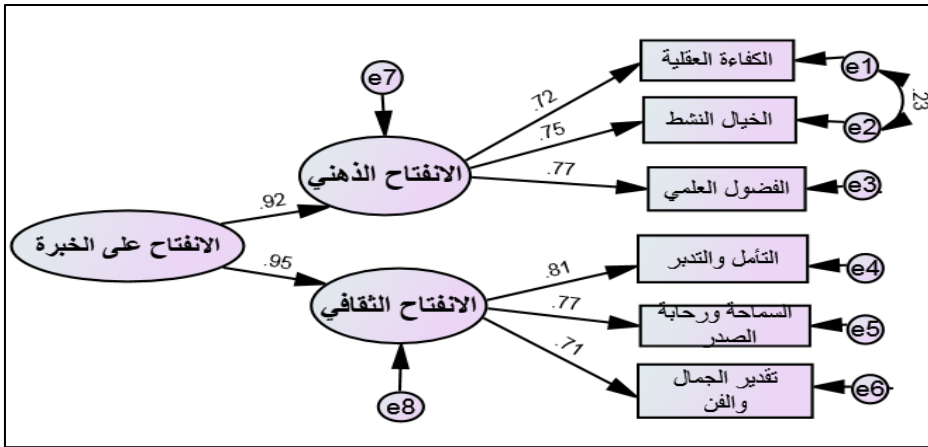 الكفاءة العقلية
e1
e7
.72
.23
الخيال النشط
e2
.75
الانفتاح الذهني
.77
الفضول العلمي
e3
.92
الانفتاح على الخبرة
.95
التأمل والتدبر
e4
.81
الانفتاح الثقافي
.77
السماحة ورحابة
الصدر
e5
.71
تقدير الجمال
والفن
e6
e8